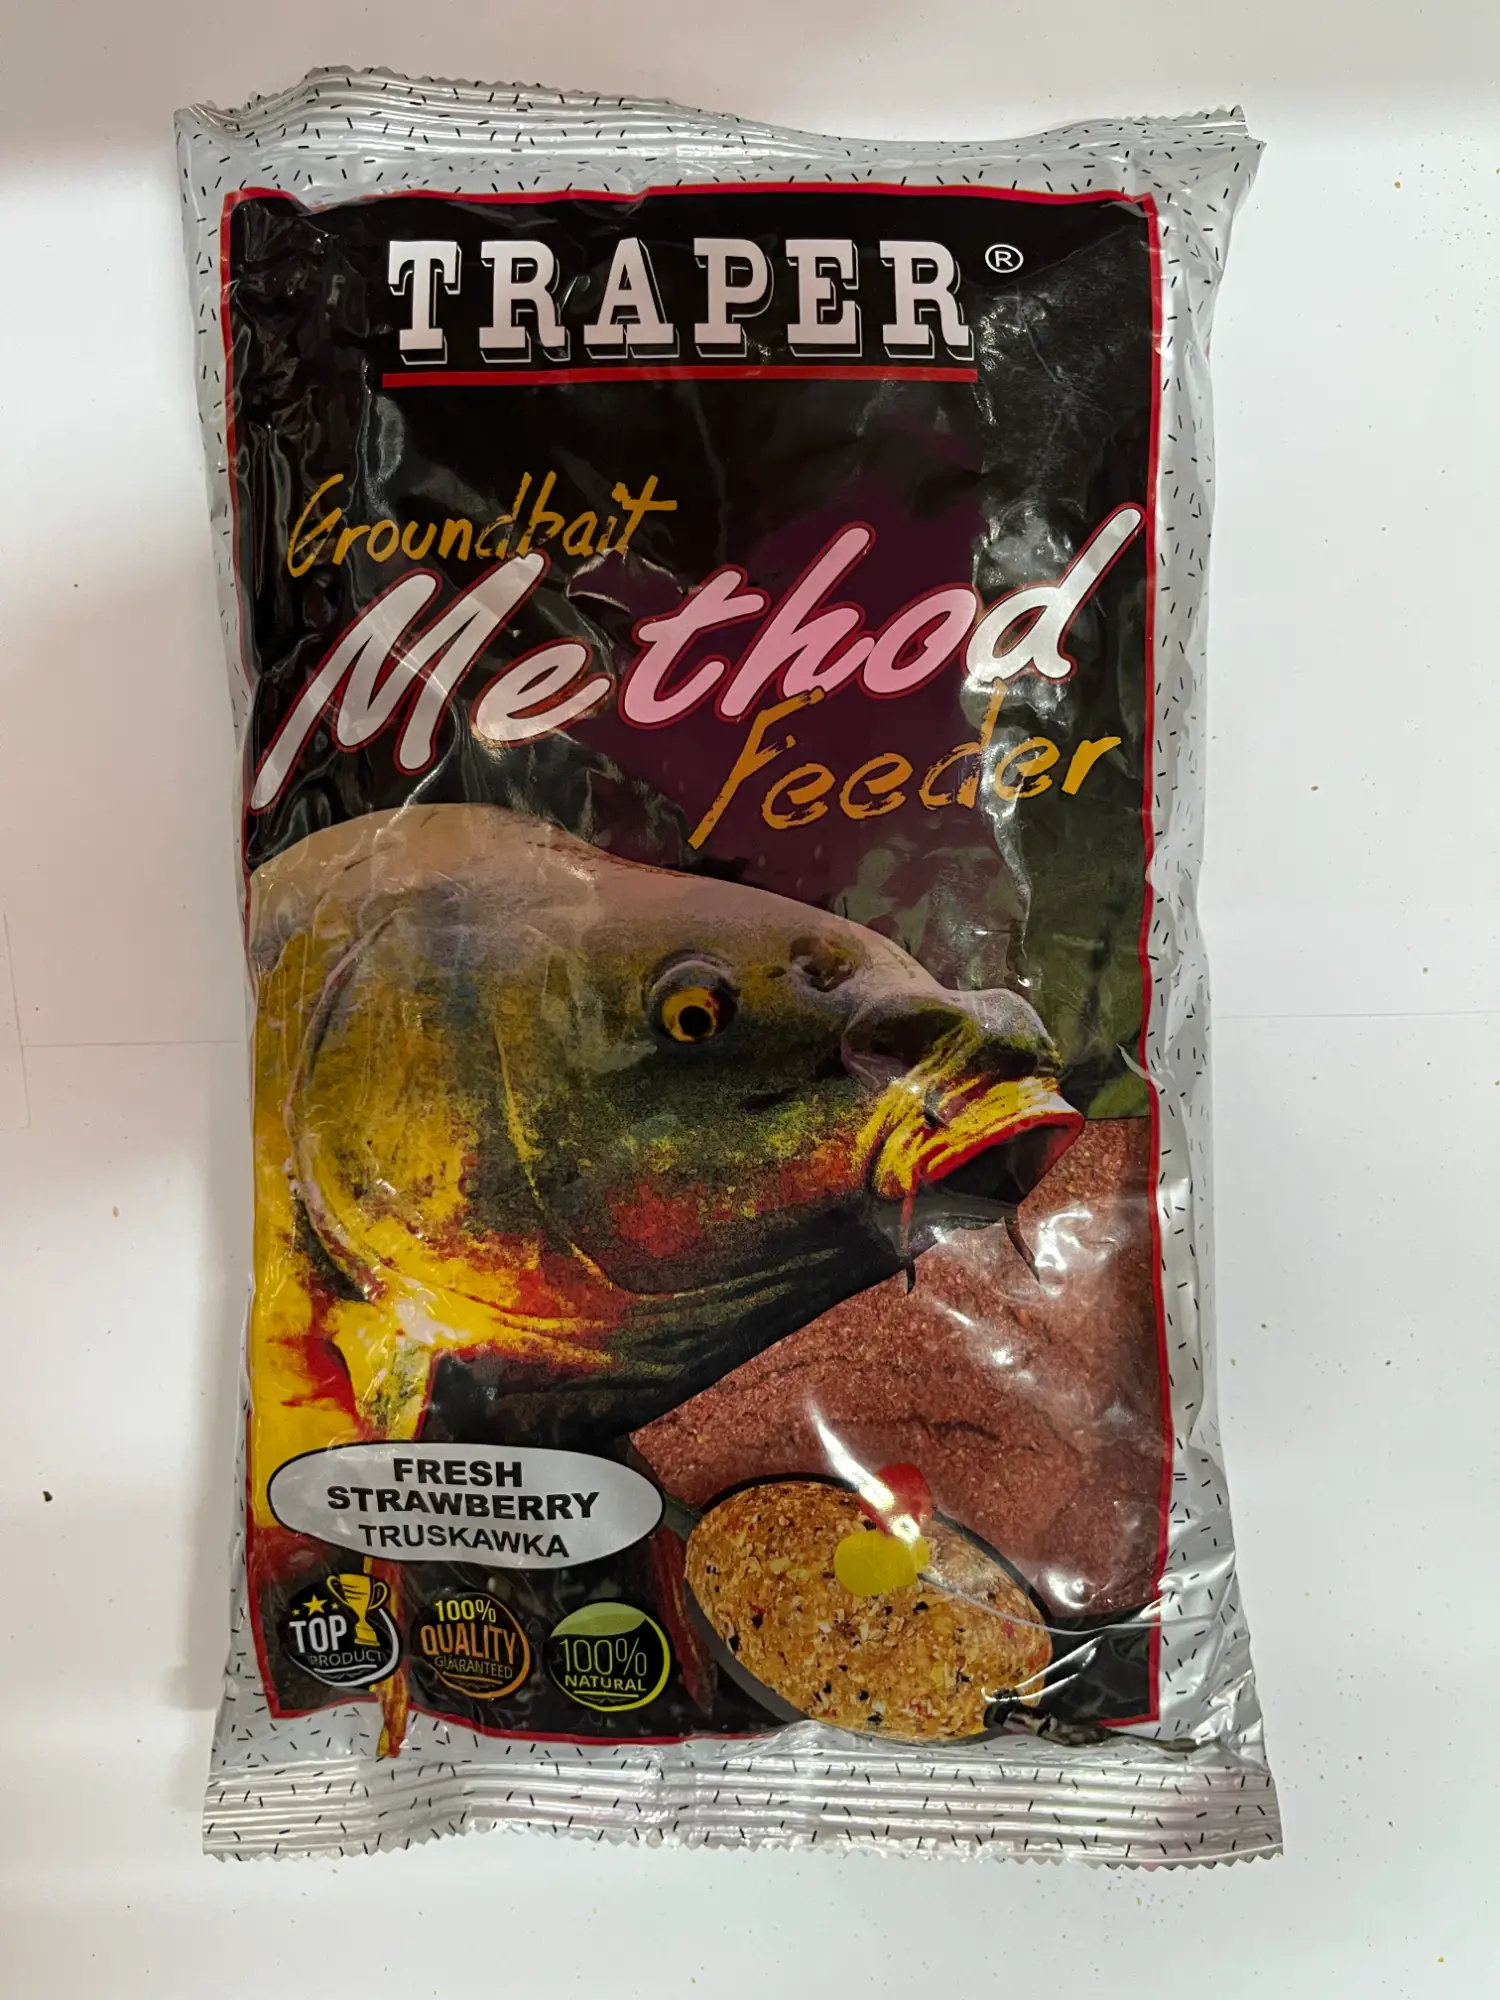 TRAPER®
Groundbait
Method
Feeder
FRESH
STRAWBERRY
TRUSKAWKA
TOP
PRODUCT
100%
QUALITY
GUARANTEED
100%
NATURAL